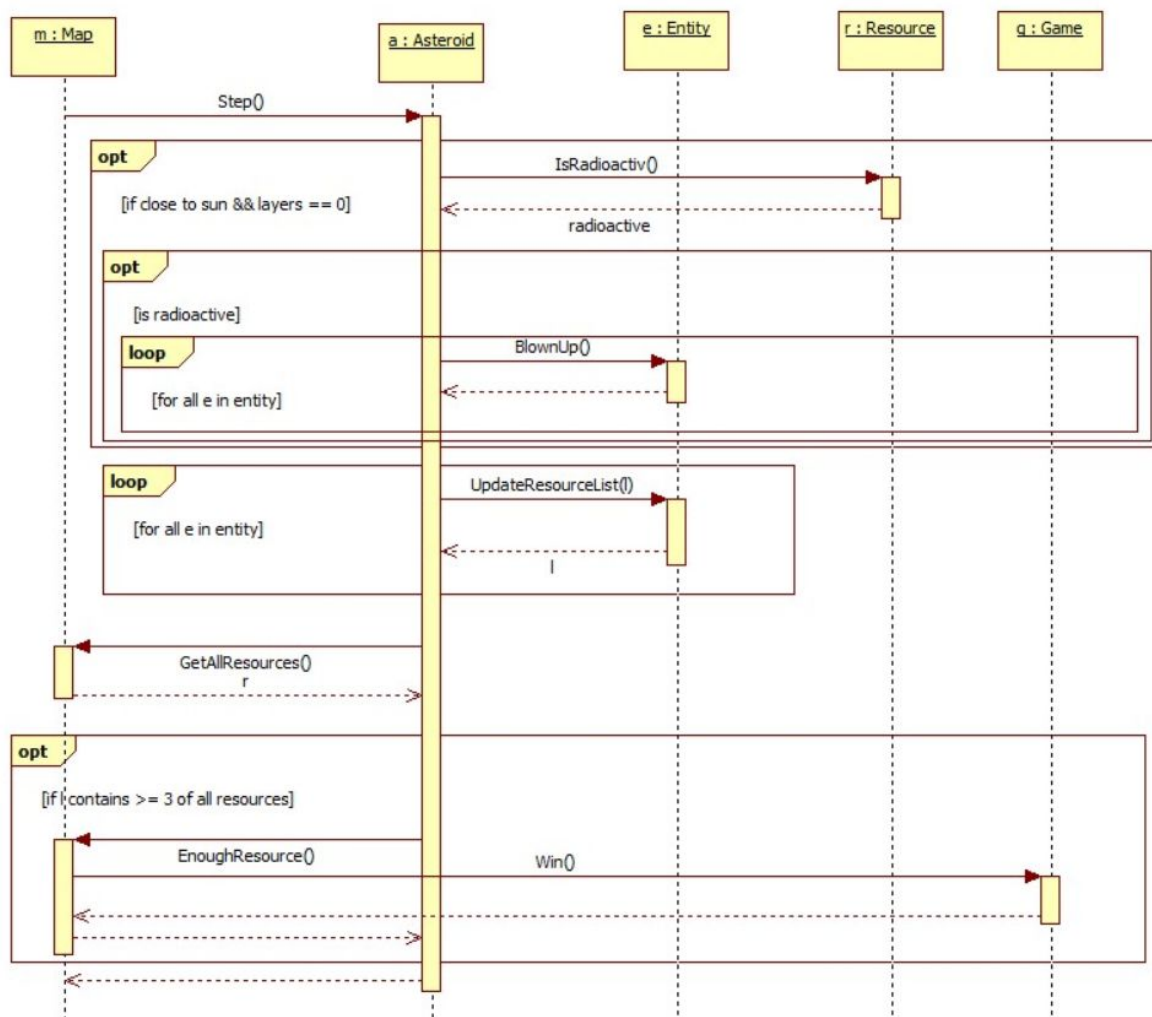 m : Map
a : Asteroid
e : Entity
r : Resource
g : Game
Step()
opt
IsRadioactiv()
[if close to sun && layers == 0]
radioactive
opt
[is radioactive]
loop
BlownUp()
[for all e in entity]
loop
UpdateResourceList(l)
[for all e in entity]
l
GetAllResources()
r
opt
[if l contains >= 3 of all resources]
EnoughResource()
Win()